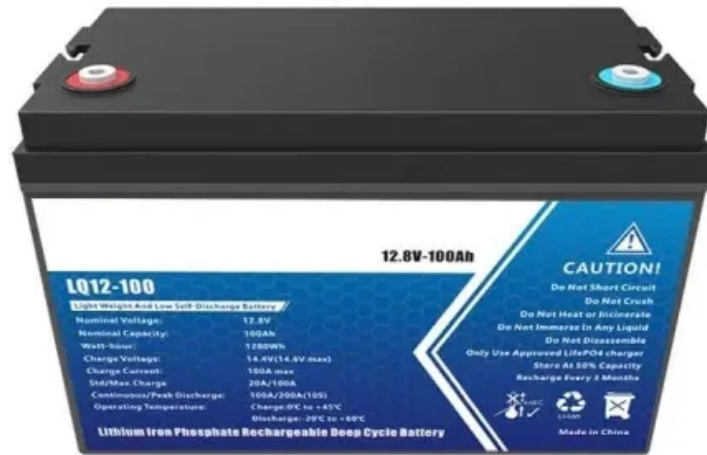 12.8V-100Ah
LQ12-100
Light Weight And Low Self-Discharge Battery
Nominal Voltage: 12.8V
Nominal Capacity: 100Ah
Watt-hour: 1280Wh
Charge Voltage: 14.4V(14.6V max)
Charge Current: 100A max
Std/Max Charge 20A/100A
Continuous/Peak Discharge: 100A/200A(10S)
Operating Temperature: Charge:0℃ to +45℃
Discharge:-20℃ to +60℃
Lithium Iron Phosphate Rechargeable Deep Cycle Battery
CAUTION!
Do Not Short Circuit
Do Not Crush
Do Not Heat or Incinerate
Do Not Immerse In Any Liquid
Do Not Disassemble
Only Use Approved LifePO4 charger
Store At 50% Capacity
Recharge Every 3 Months
Li-ion
Made in China